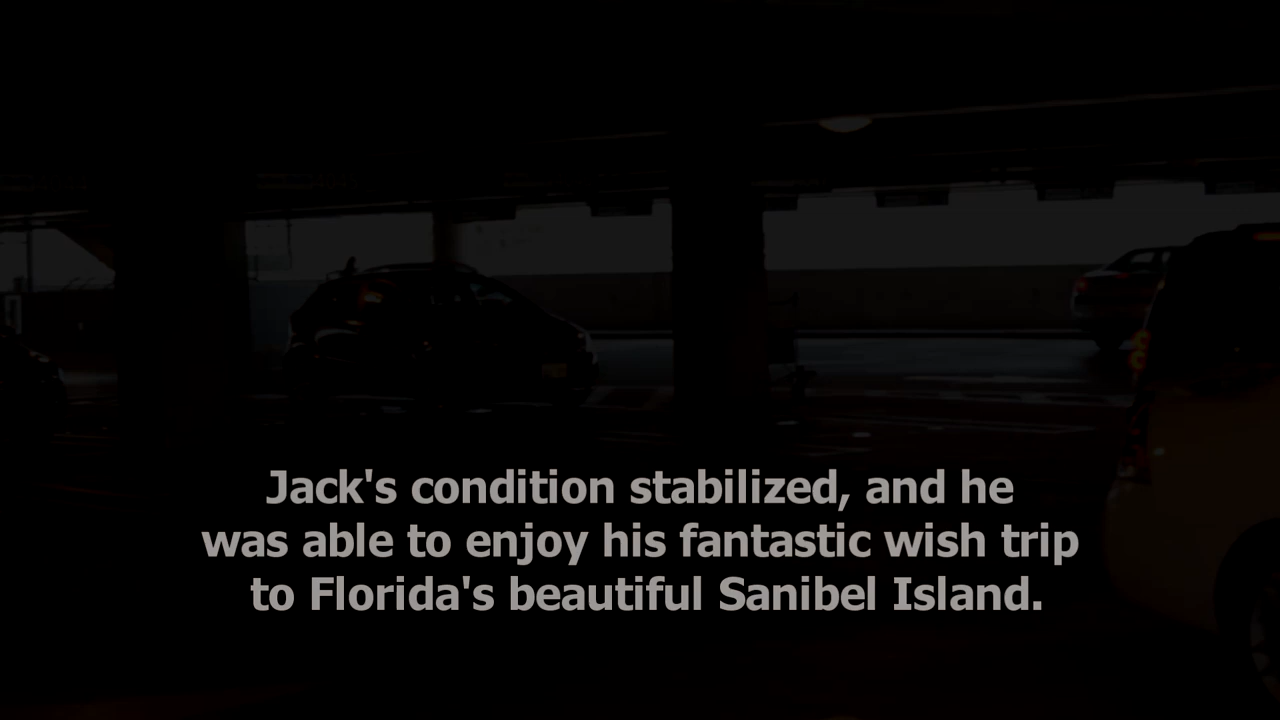 Jack's condition stabilized, and he
was able to enjoy his fantastic wish trip
to Florida's beautiful Sanibel Island.